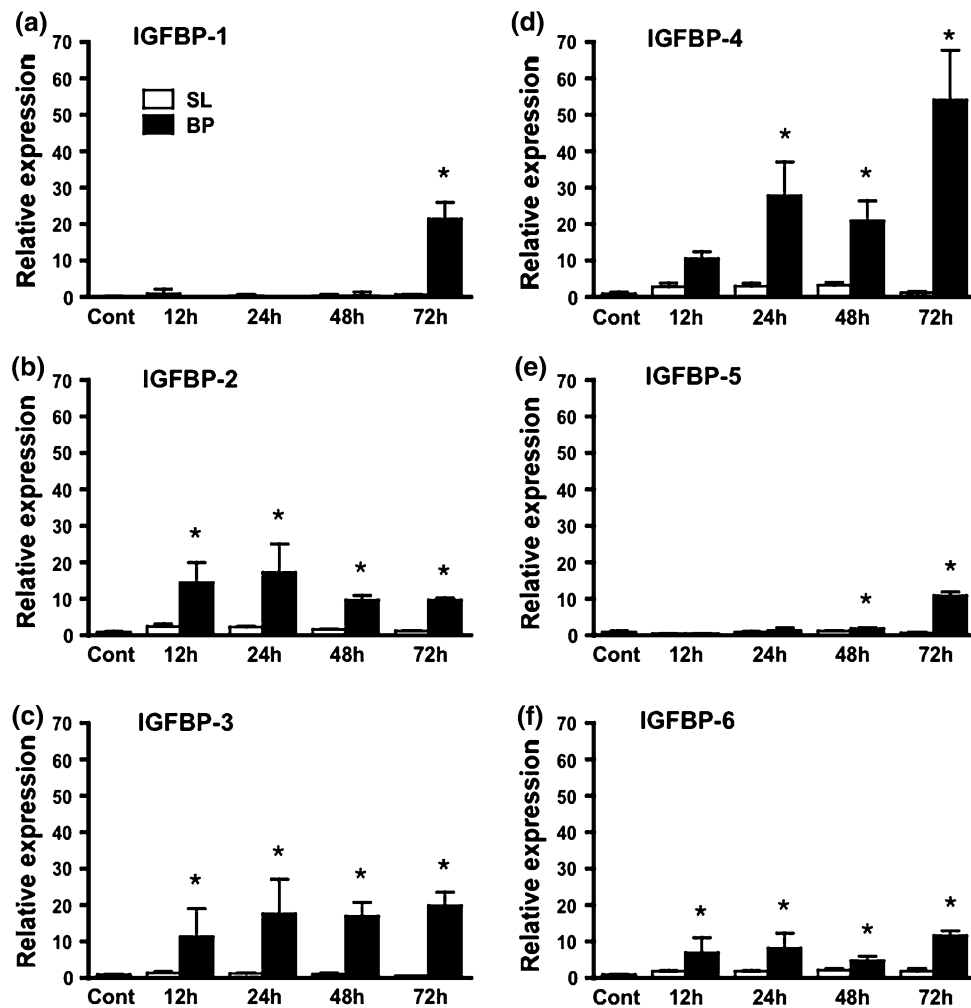 (a)
IGFBP-1
SL
BP
Relative expression
70
60
50
40
30
20
10
0
*
Cont 12h 24h 48h 72h
(b)
IGFBP-2
Relative expression
70
60
50
40
30
20
10
0
* * * *
Cont 12h 24h 48h 72h
(c)
IGFBP-3
Relative expression
70
60
50
40
30
20
10
0
* * * *
Cont 12h 24h 48h 72h
(d)
IGFBP-4
Relative expression
70
60
50
40
30
20
10
0
* * *
Cont 12h 24h 48h 72h
(e)
IGFBP-5
Relative expression
70
60
50
40
30
20
10
0
* *
Cont 12h 24h 48h 72h
(f)
IGFBP-6
Relative expression
70
60
50
40
30
20
10
0
* * * *
Cont 12h 24h 48h 72h